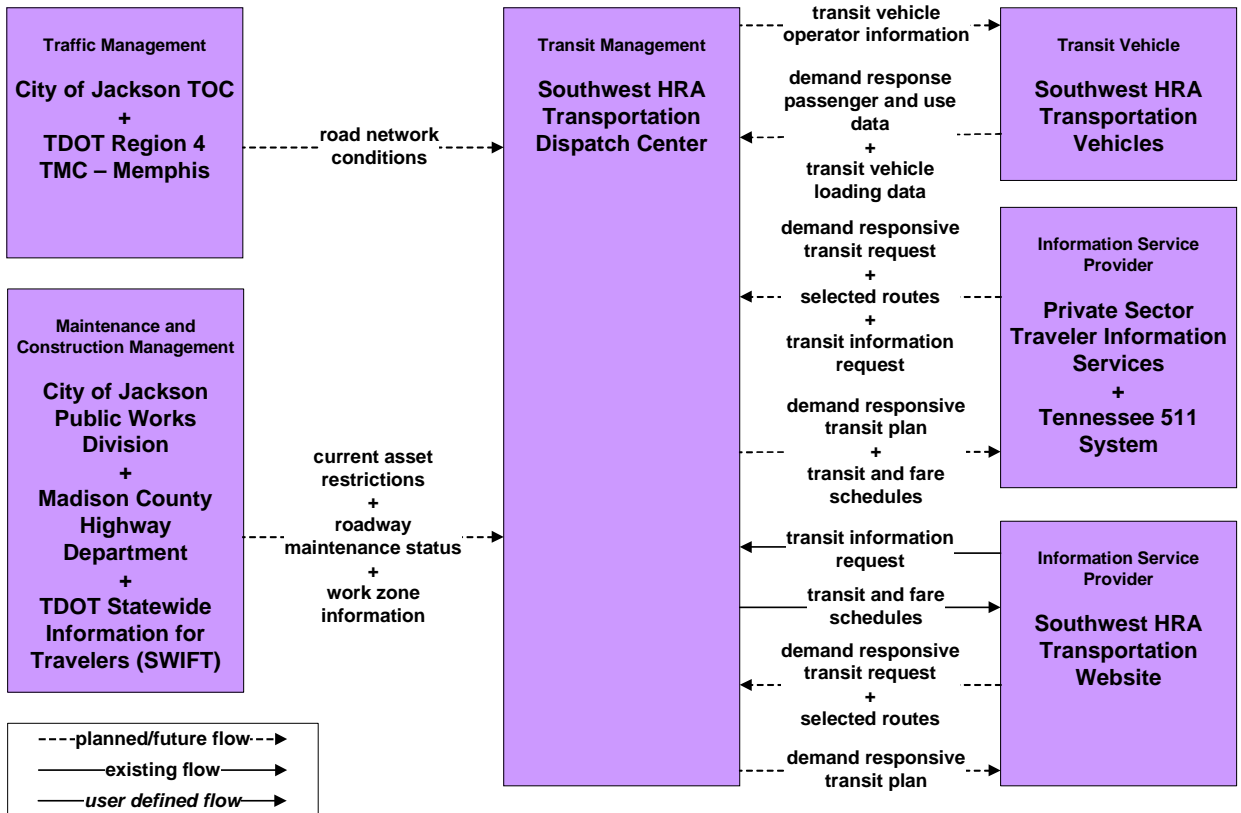 Traffic Management
City of Jackson TOC
+
TDOT Region 4
TMC – Memphis
road network
conditions
Maintenance and
Construction Management
City of Jackson
Public Works
Division
+
Madison County
Highway
Department
+
TDOT Statewide
Information for
Travelers (SWIFT)
current asset
restrictions
+
roadway
maintenance status
+
work zone
information
Transit Management
Southwest HRA
Transportation
Dispatch Center
transit vehicle
operator information
demand response
passenger and use
data
+
transit vehicle
loading data
Transit Vehicle
Southwest HRA
Transportation
Vehicles
demand responsive
transit request
+
selected routes
+
transit information
request
demand responsive
transit plan
+
transit and fare
schedules
Information Service
Provider
Private Sector
Traveler Information
Services
+
Tennessee 511
System
transit information
request
transit and fare
schedules
demand responsive
transit request
+
selected routes
demand responsive
transit plan
Information Service
Provider
Southwest HRA
Transportation
Website
planned/future flow
existing flow
user defined flow